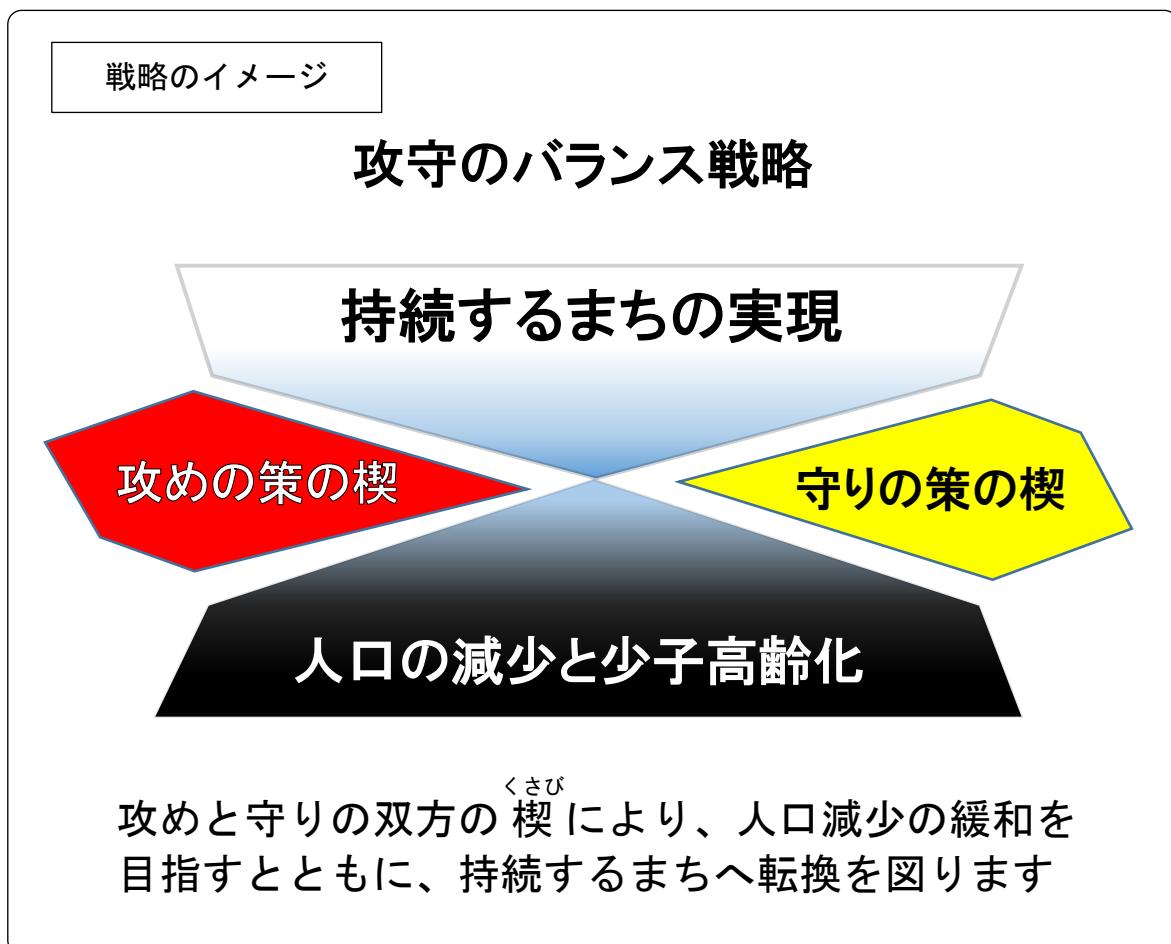 戦略のイメージ
攻守のバランス戦略
持続するまちの実現
攻めの策の楔
守りの策の楔
人口の減少と少子高齢化
くさび
攻めと守りの双方の楔により、人口減少の緩和を
目指すとともに、持続するまちへ転換を図ります